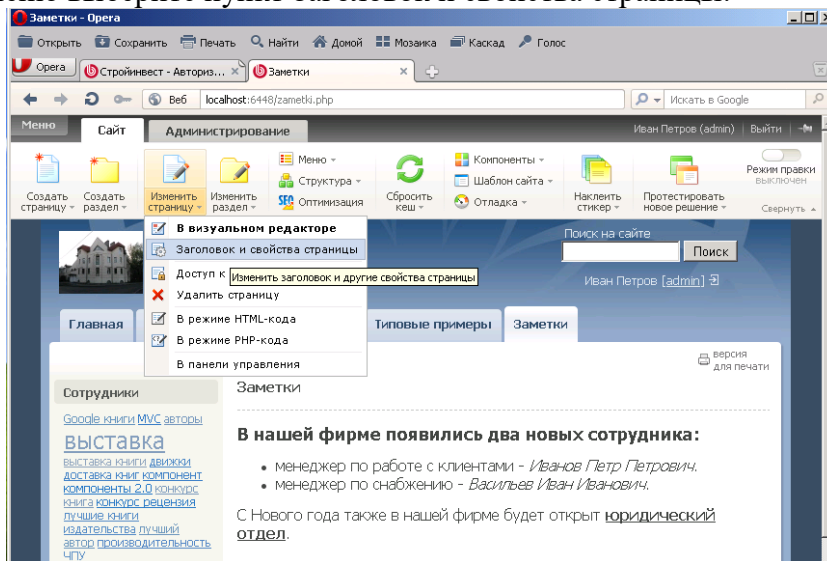 Заметки - Opera
Открыть Сохранить Печать Найти Домой Мозаика Каскад Голос
Opera Стройинвест - Авториз... Заметки
Веб localhost:6448/zametki.php Искать в Google
Меню Сайт Администрирование Иван Петров (admin) Выйти
Создать страницу Создать раздел Изменить страницу Изменить раздел
Меню
Структура
SEO Оптимизация
Сбросить кеш
Компоненты
Шаблон сайта
Отладка
Наклеить стикер Протестировать новое решение
Режим правки
выключен
Свернуть
В визуальном редакторе
Заголовок и свойства страницы
Доступ к
Изменить заголовок и другие свойства страницы
Удалить страницу
В режиме HTML-кода
В режиме PHP-кода
В панели управления
Поиск на сайте
Поиск
Иван Петров [admin]
Главная Типовые примеры Заметки
версия
для печати
Заметки
Сотрудники
Google книги MVC авторы
выставка
выставка книги движки
доставка книг компонент
компоненты 2.0 конкурс
книга конкурс рецензия
лучшие книги
издательства лучший
автор производительность
ЧПУ
В нашей фирме появились два новых сотрудника:
менеджер по работе с клиентами - Иванов Петр Петрович.
менеджер по снабжению - Васильев Иван Иванович.
С Нового года также в нашей фирме будет открыт юридический
отдел.